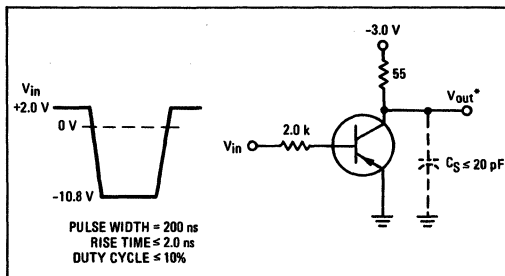 Vin
+2.0 V
0 V
-10.8 V
PULSE WIDTH = 200 ns
RISE TIME ≤ 2.0 ns
DUTY CYCLE ≤ 10%
-3.0 V
55
Vout*
Vin
2.0 k
CS ≤ 20 pF